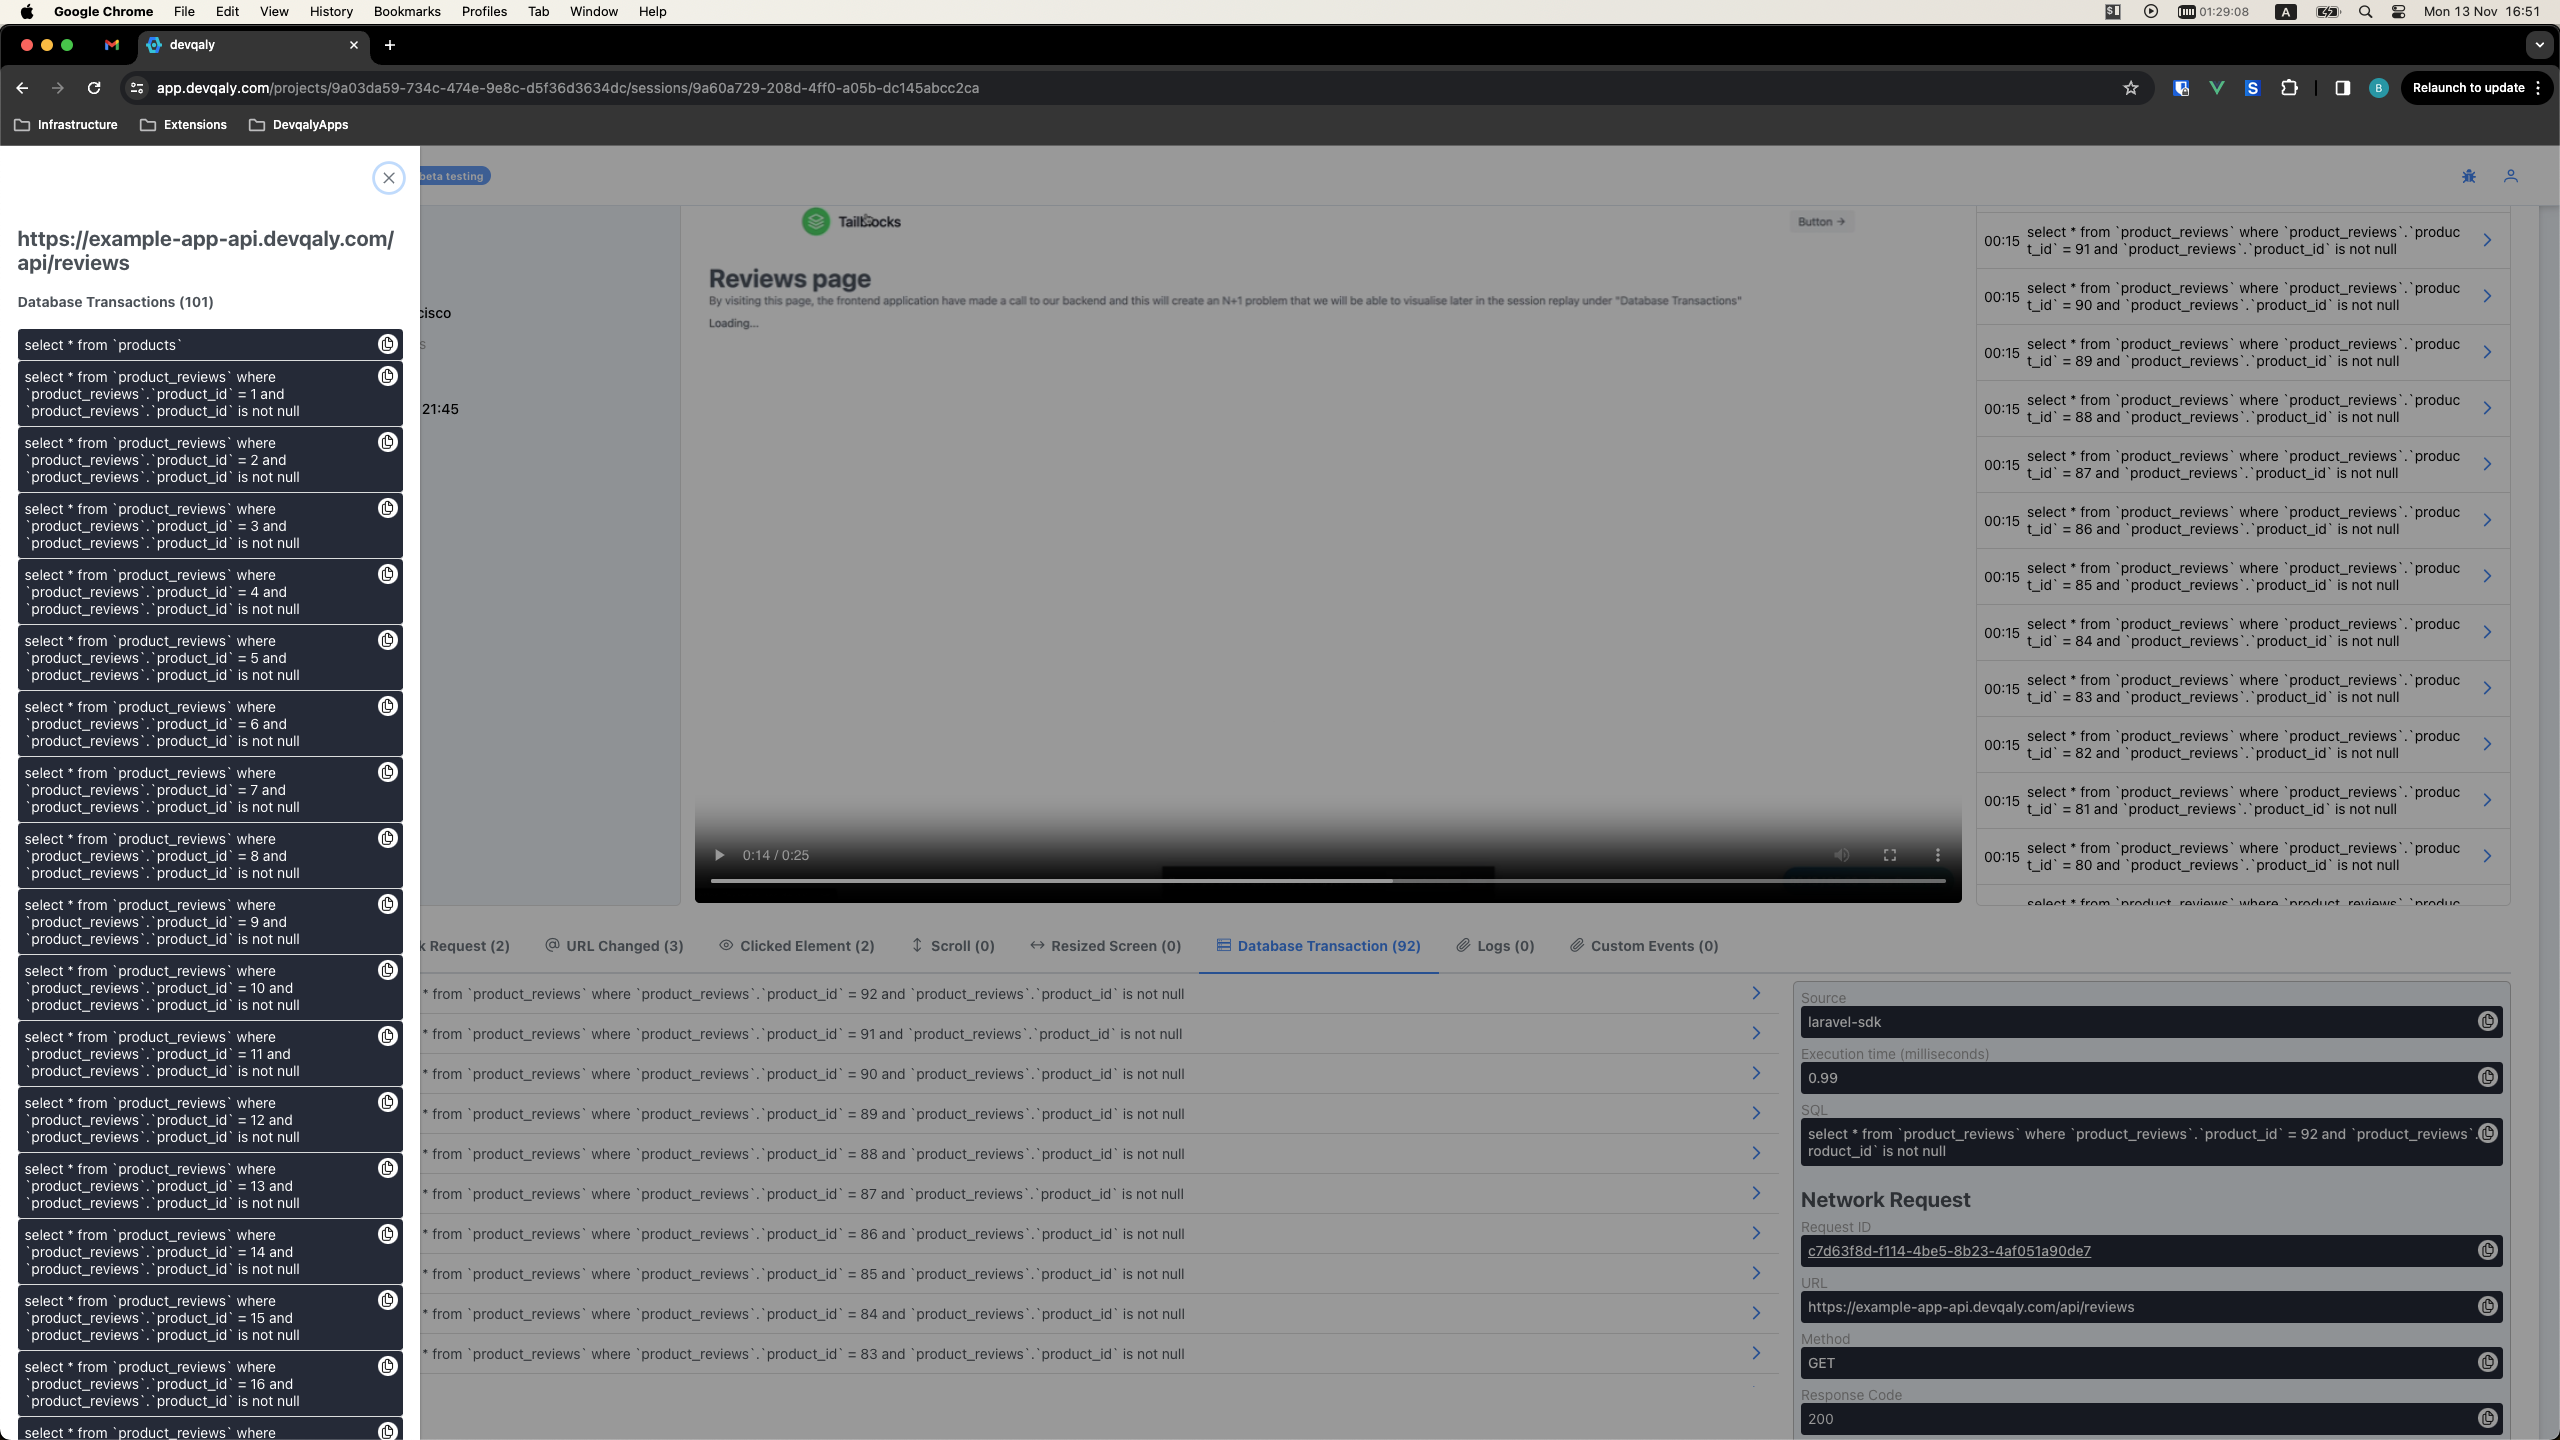 Google Chrome File Edit View History Bookmarks Profiles Tab Window Help
01:29:08 A Mon 13 Nov 16:51
devqaly
app.devqaly.com/projects/9a03da59-734c-474e-9e8c-d5f36d3634dc/sessions/9a60a729-208d-4ff0-a05b-dc145abcc2ca
B Relaunch to update
Infrastructure Extensions DevqalyApps
https://example-app-api.devqaly.com/
api/reviews
Database Transactions (101)
select * from `products`
select * from `product_reviews` where
`product_reviews`.`product_id` = 1 and
`product_reviews`.`product_id` is not null
select * from `product_reviews` where
`product_reviews`.`product_id` = 2 and
`product_reviews`.`product_id` is not null
select * from `product_reviews` where
`product_reviews`.`product_id` = 3 and
`product_reviews`.`product_id` is not null
select * from `product_reviews` where
`product_reviews`.`product_id` = 4 and
`product_reviews`.`product_id` is not null
select * from `product_reviews` where
`product_reviews`.`product_id` = 5 and
`product_reviews`.`product_id` is not null
select * from `product_reviews` where
`product_reviews`.`product_id` = 6 and
`product_reviews`.`product_id` is not null
select * from `product_reviews` where
`product_reviews`.`product_id` = 7 and
`product_reviews`.`product_id` is not null
select * from `product_reviews` where
`product_reviews`.`product_id` = 8 and
`product_reviews`.`product_id` is not null
select * from `product_reviews` where
`product_reviews`.`product_id` = 9 and
`product_reviews`.`product_id` is not null
select * from `product_reviews` where
`product_reviews`.`product_id` = 10 and
`product_reviews`.`product_id` is not null
select * from `product_reviews` where
`product_reviews`.`product_id` = 11 and
`product_reviews`.`product_id` is not null
select * from `product_reviews` where
`product_reviews`.`product_id` = 12 and
`product_reviews`.`product_id` is not null
select * from `product_reviews` where
`product_reviews`.`product_id` = 13 and
`product_reviews`.`product_id` is not null
select * from `product_reviews` where
`product_reviews`.`product_id` = 14 and
`product_reviews`.`product_id` is not null
select * from `product_reviews` where
`product_reviews`.`product_id` = 15 and
`product_reviews`.`product_id` is not null
select * from `product_reviews` where
`product_reviews`.`product_id` = 16 and
`product_reviews`.`product_id` is not null
select * from `product_reviews` where
beta testing
cisco
s
21:45
Tailblocks
Button →
Reviews page
By visiting this page, the frontend application have made a call to our backend and this will create an N+1 problem that we will be able to visualise later in the session replay under "Database Transactions"
Loading...
0:14 / 0:25
00:15 select * from `product_reviews` where `product_reviews`.`produc
t_id` = 91 and `product_reviews`.`product_id` is not null
00:15 select * from `product_reviews` where `product_reviews`.`produc
t_id` = 90 and `product_reviews`.`product_id` is not null
00:15 select * from `product_reviews` where `product_reviews`.`produc
t_id` = 89 and `product_reviews`.`product_id` is not null
00:15 select * from `product_reviews` where `product_reviews`.`produc
t_id` = 88 and `product_reviews`.`product_id` is not null
00:15 select * from `product_reviews` where `product_reviews`.`produc
t_id` = 87 and `product_reviews`.`product_id` is not null
00:15 select * from `product_reviews` where `product_reviews`.`produc
t_id` = 86 and `product_reviews`.`product_id` is not null
00:15 select * from `product_reviews` where `product_reviews`.`produc
t_id` = 85 and `product_reviews`.`product_id` is not null
00:15 select * from `product_reviews` where `product_reviews`.`produc
t_id` = 84 and `product_reviews`.`product_id` is not null
00:15 select * from `product_reviews` where `product_reviews`.`produc
t_id` = 83 and `product_reviews`.`product_id` is not null
00:15 select * from `product_reviews` where `product_reviews`.`produc
t_id` = 82 and `product_reviews`.`product_id` is not null
00:15 select * from `product_reviews` where `product_reviews`.`produc
t_id` = 81 and `product_reviews`.`product_id` is not null
00:15 select * from `product_reviews` where `product_reviews`.`produc
t_id` = 80 and `product_reviews`.`product_id` is not null
select * from `product_reviews` where `product_reviews`.`produc
k Request (2) URL Changed (3) Clicked Element (2) Scroll (0) Resized Screen (0) Database Transaction (92) Logs (0) Custom Events (0)
* from `product_reviews` where `product_reviews`.`product_id` = 92 and `product_reviews`.`product_id` is not null
* from `product_reviews` where `product_reviews`.`product_id` = 91 and `product_reviews`.`product_id` is not null
* from `product_reviews` where `product_reviews`.`product_id` = 90 and `product_reviews`.`product_id` is not null
* from `product_reviews` where `product_reviews`.`product_id` = 89 and `product_reviews`.`product_id` is not null
* from `product_reviews` where `product_reviews`.`product_id` = 88 and `product_reviews`.`product_id` is not null
* from `product_reviews` where `product_reviews`.`product_id` = 87 and `product_reviews`.`product_id` is not null
* from `product_reviews` where `product_reviews`.`product_id` = 86 and `product_reviews`.`product_id` is not null
* from `product_reviews` where `product_reviews`.`product_id` = 85 and `product_reviews`.`product_id` is not null
* from `product_reviews` where `product_reviews`.`product_id` = 84 and `product_reviews`.`product_id` is not null
* from `product_reviews` where `product_reviews`.`product_id` = 83 and `product_reviews`.`product_id` is not null
Source
laravel-sdk
Execution time (milliseconds)
0.99
SQL
select * from `product_reviews` where `product_reviews`.`product_id` = 92 and `product_reviews`.
roduct_id` is not null
Network Request
Request ID
c7d63f8d-f114-4be5-8b23-4af051a90de7
URL
https://example-app-api.devqaly.com/api/reviews
Method
GET
Response Code
200